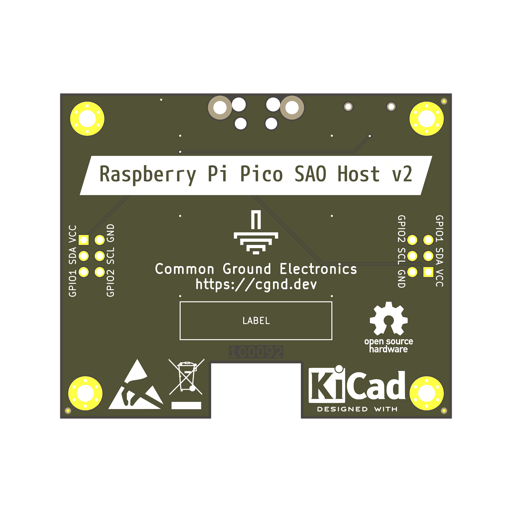 Raspberry Pi Pico SAO Host v2
GPIO1 SDA VCC
GPIO2 SCL GND
GPIO2 SCL GND
GPIO1 SDA VCC
Common Ground Electronics
https://cgnd.dev
LABEL
open source
hardware
100092
KiCad
DESIGNED WITH